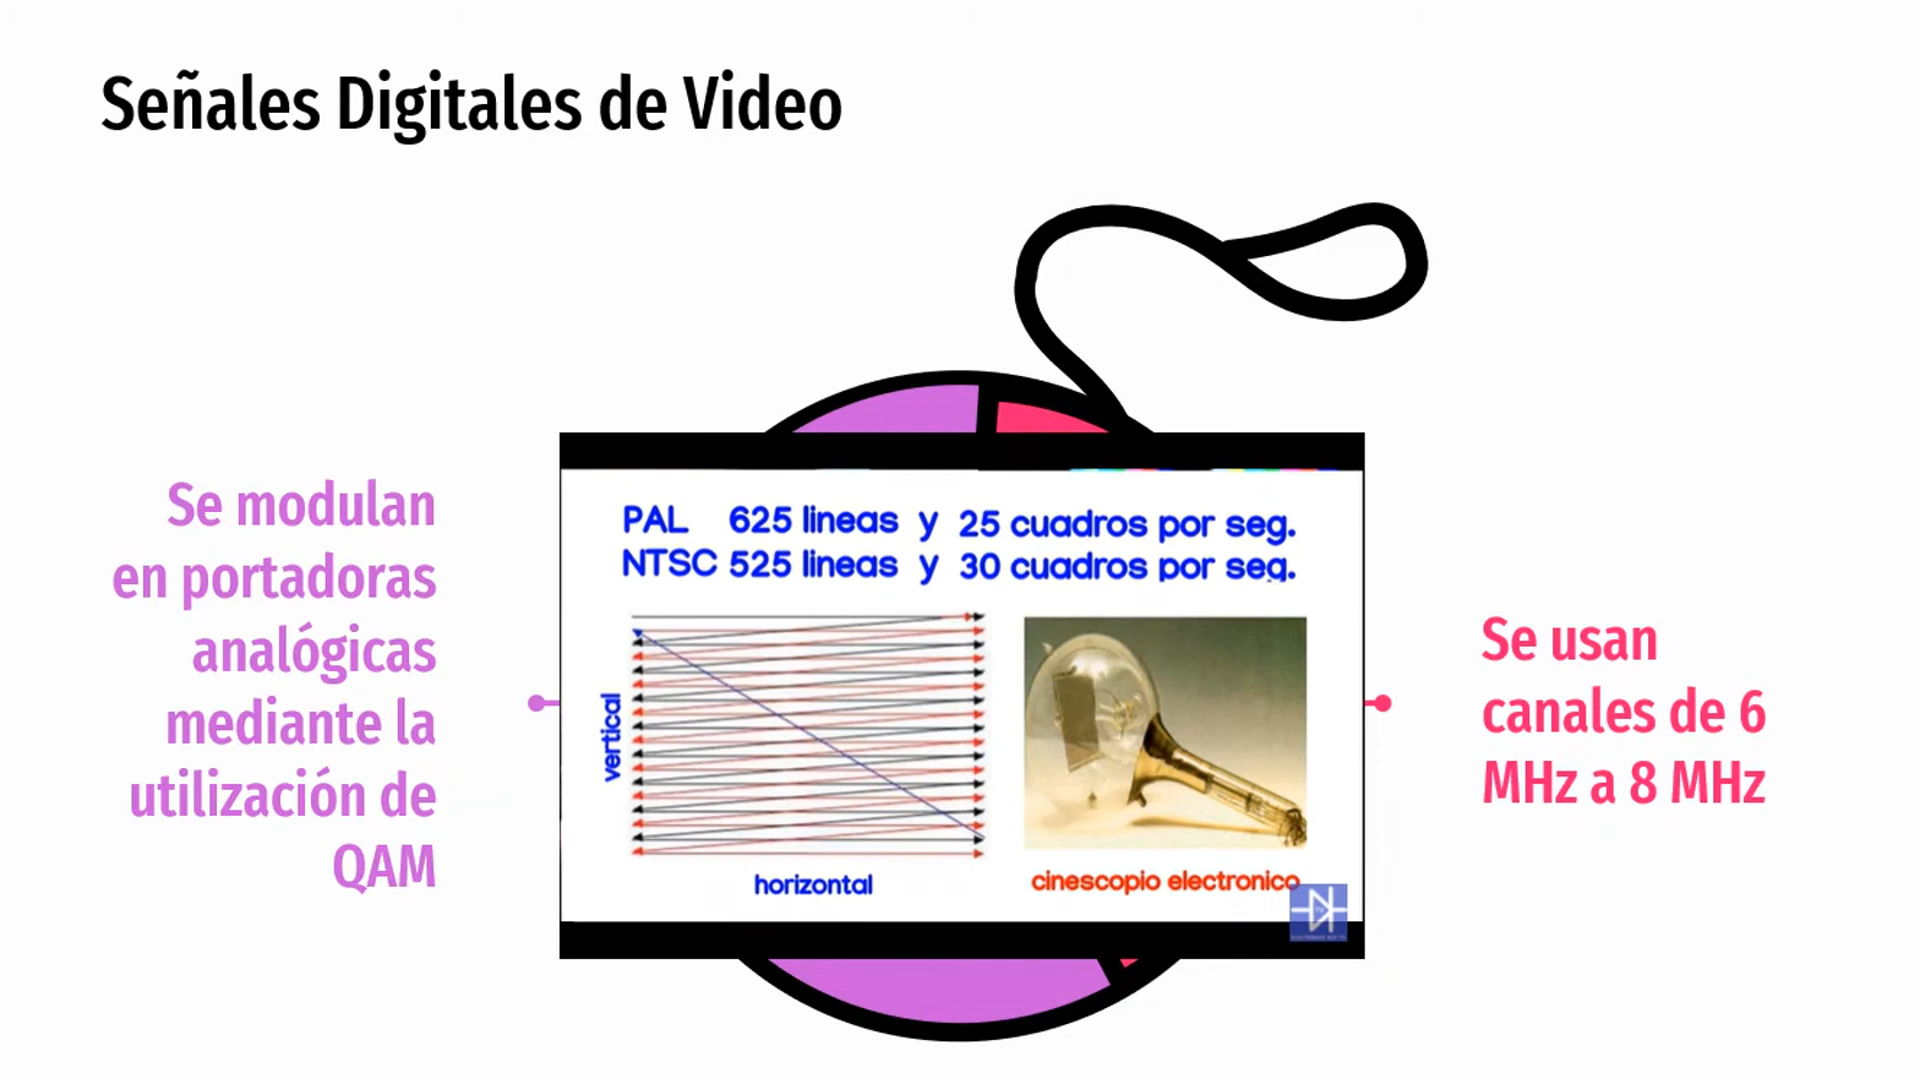 Señales Digitales de Video
Se modulan
en portadoras
analógicas
mediante la
utilización de
QAM
PAL 625 lineas y 25 cuadros por seg.
NTSC 525 lineas y 30 cuadros por seg.
vertical
horizontal
cinescopio electronico
Se usan
canales de 6
MHz a 8 MHz